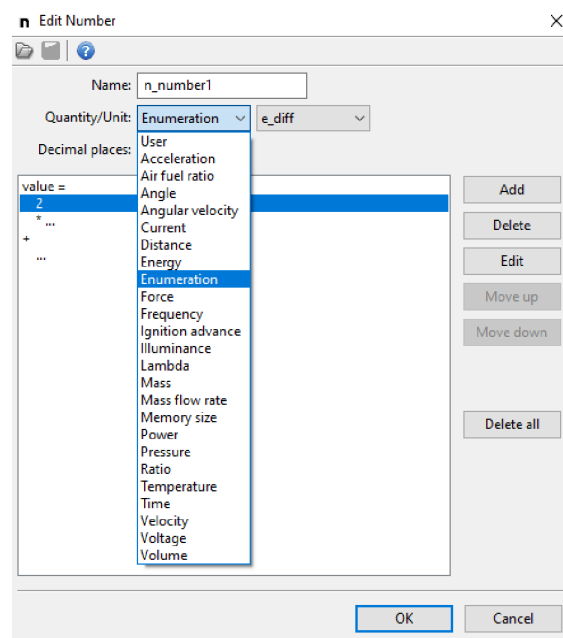 n Edit Number
Name: n_number1
Quantity/Unit: Enumeration e_diff
Decimal places:
User
Acceleration
Air fuel ratio
Angle
Angular velocity
Current
Distance
Energy
Enumeration
Force
Frequency
Ignition advance
Illuminance
Lambda
Mass
Mass flow rate
Memory size
Power
Pressure
Ratio
Temperature
Time
Velocity
Voltage
Volume
value =
2
* ...
+
...
Add
Delete
Edit
Move up
Move down
Delete all
OK
Cancel